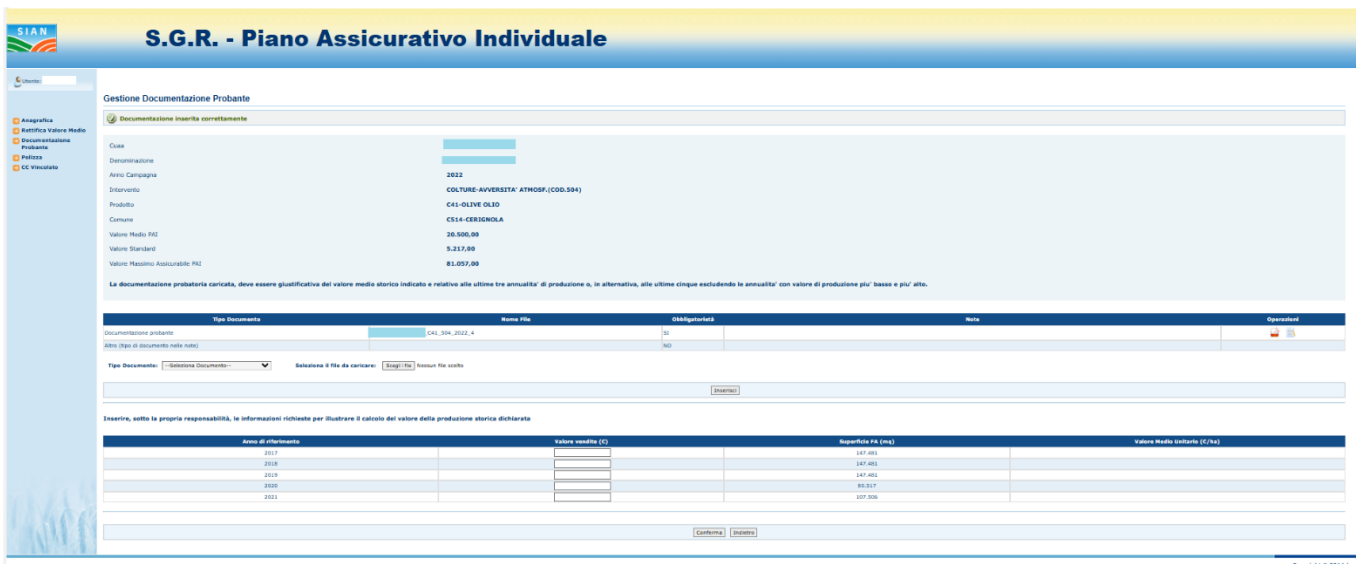 SIAN
S.G.R. - Piano Assicurativo Individuale
Utente:
Anagrafica
Rettifica Valore Medio
Documentazione
Probante
Polizza
CC Vincolato
Gestione Documentazione Probante
Documentazione inserita correttamente
Cuaa
Denominazione
Anno Campagna 2022
Intervento COLTURE-AVVERSITA' ATMOSF.(COD.504)
Prodotto C41-OLIVE OLIO
Comune C514-CERIGNOLA
Valore Medio PAI 20.500,00
Valore Standard 5.217,00
Valore Massimo Assicurabile PAI 81.057,00
La documentazione probatoria caricata, deve essere giustificativa del valore medio storico indicato e relativo alle ultime tre annualita' di produzione o, in alternativa, alle ultime cinque escludendo le annualita' con valore di produzione piu' basso e piu' alto.
Tipo Documento Nome File Obbligatorietà Note Operazioni
Documentazione probante C41_504_2022_4 SI
Altro (tipo di documento nelle note) NO
Tipo Documento: --Seleziona Documento-- Seleziona il file da caricare: Scegli file Nessun file scelto
Inserisci
Inserire, sotto la propria responsabilità, le informazioni richieste per illustrare il calcolo del valore della produzione storica dichiarata
Anno di riferimento Valore vendite (€) Superficie FA (mq) Valore Medio Unitario (€/ha)
2017 147.481
2018 147.481
2019 147.481
2020 80.517
2021 107.506
Conferma Indietro